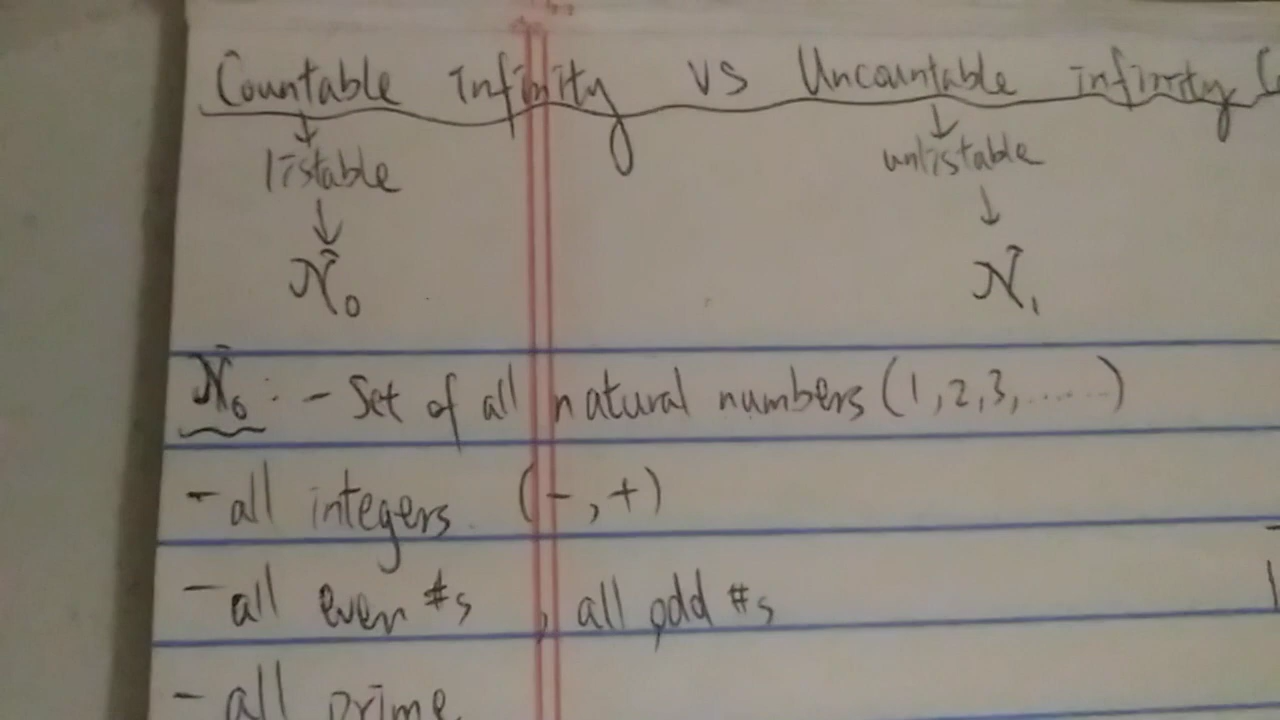 Countable infinity vs Uncountable infinity
↓ ↓
listable unlistable
↓ ↓
ℵ₀ ℵ₁
ℵ₀: - Set of all natural numbers (1,2,3,.....)
- all integers (-,+)
- all even #s, all odd #s
- all prime